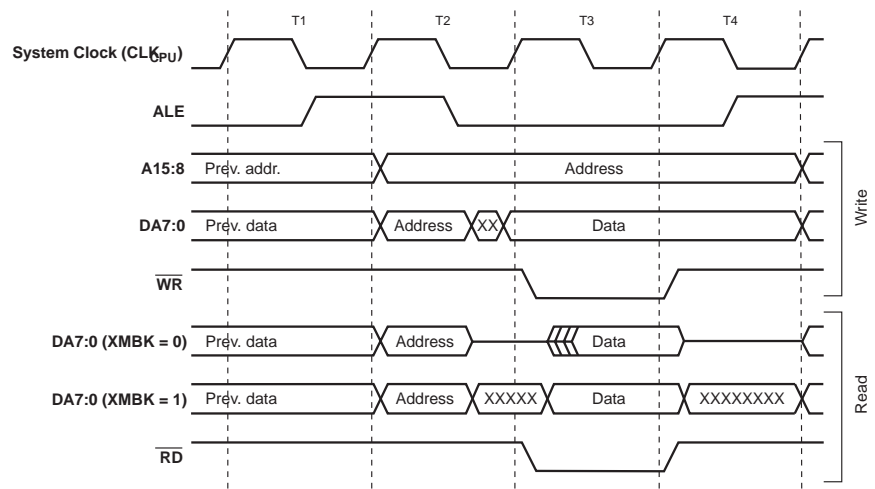 T1 T2 T3 T4
System Clock (CLKCPU)
ALE
A15:8 Prev. addr. Address
DA7:0 Prev. data Address XX Data
WR
Write
DA7:0 (XMBK = 0) Prev. data Address Data
DA7:0 (XMBK = 1) Prev. data Address XXXXX Data XXXXXXXX
RD
Read